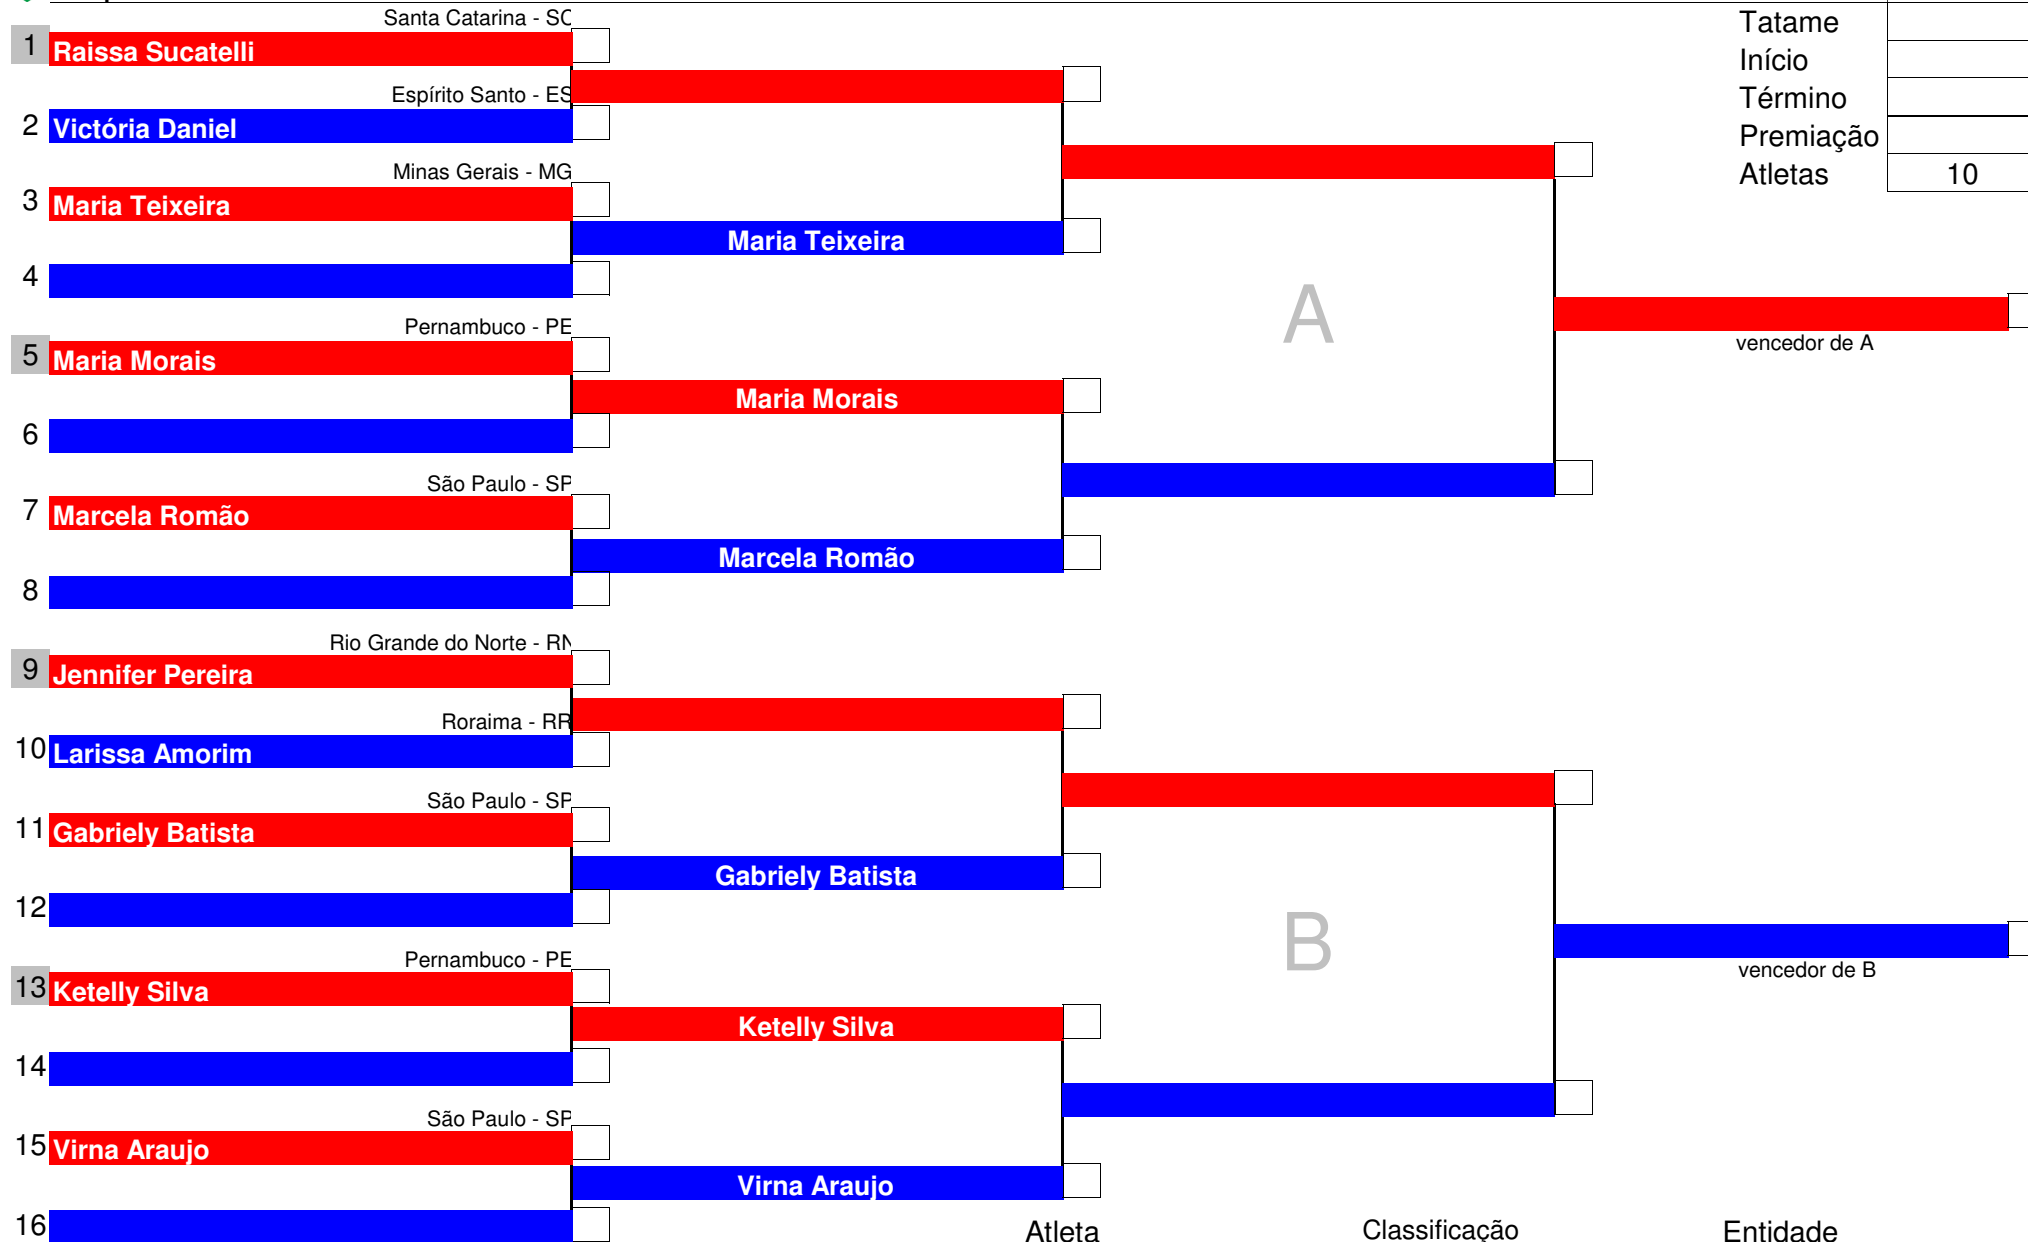 Santa Catarina - SC
1 Raissa Sucatelli
Espírito Santo - ES
2 Victória Daniel
Minas Gerais - MG
3 Maria Teixeira
Maria Teixeira
4
Pernambuco - PE
5 Maria Morais
Maria Morais
6
São Paulo - SP
7 Marcela Romão
Marcela Romão
8
Rio Grande do Norte - RN
9 Jennifer Pereira
Roraima - RR
10 Larissa Amorim
São Paulo - SP
11 Gabriely Batista
Gabriely Batista
12
Pernambuco - PE
13 Ketelly Silva
Ketelly Silva
14
São Paulo - SP
15 Virna Araujo
Virna Araujo
16
A
vencedor de A
B
vencedor de B
Tatame
Início
Término
Premiação
Atletas 10
Atleta Classificação Entidade